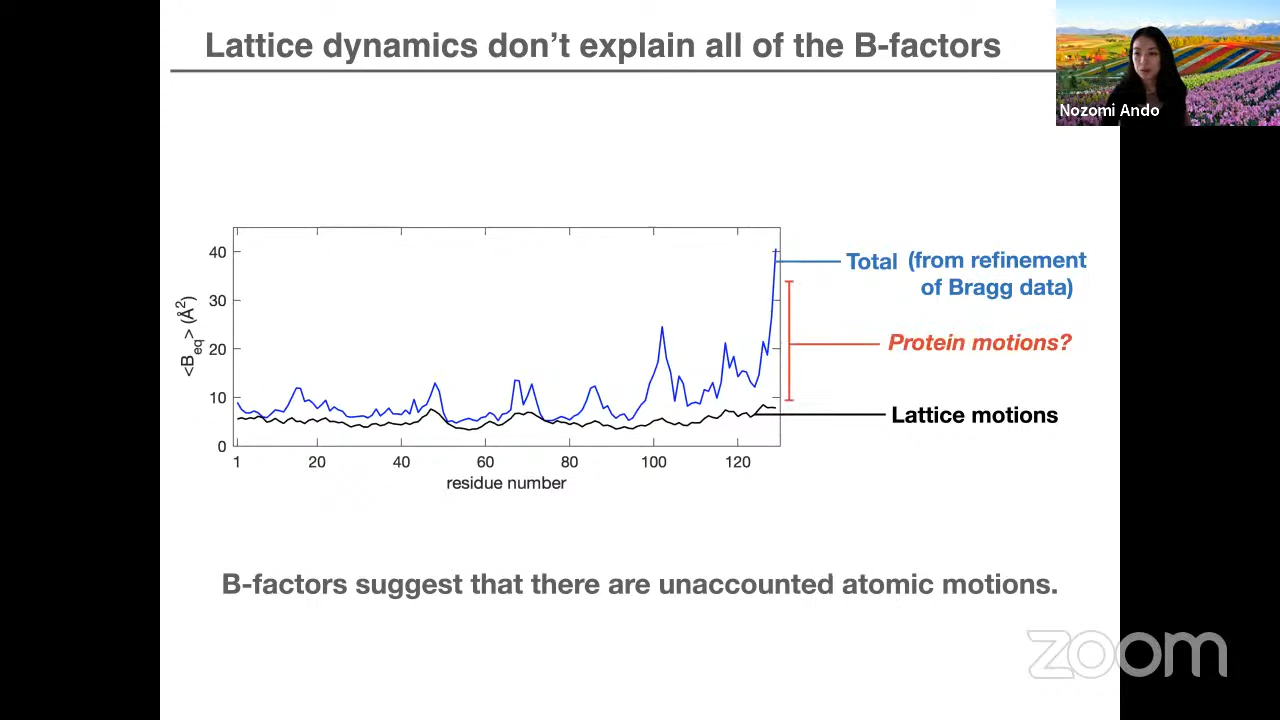 Lattice dynamics don’t explain all of the B-factors
Nozomi Ando
40
30
20
10
0
<B_eq> (Å²)
1 20 40 60 80 100 120
residue number
Total (from refinement
of Bragg data)
Protein motions?
Lattice motions
B-factors suggest that there are unaccounted atomic motions.
zoom